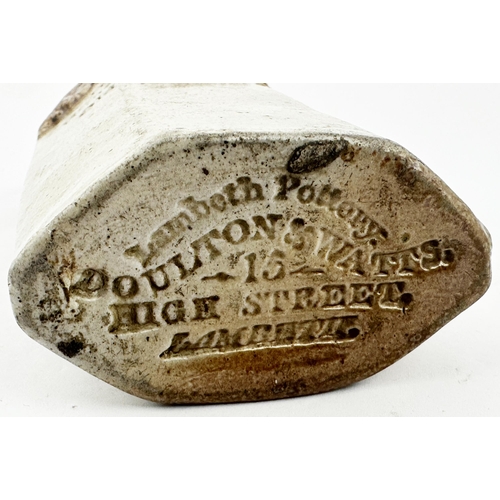 Lambeth Pottery.
DOULTON & WATTS.
—15—
HIGH STREET.
LAMBETH.